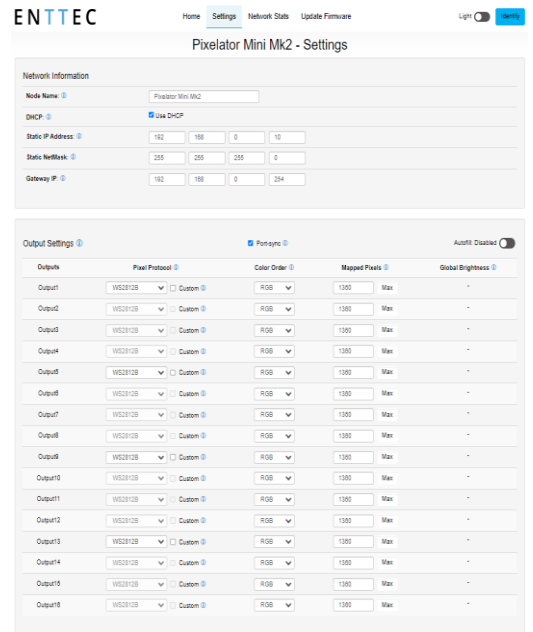 ENTTEC Home Settings Network Stats Update Firmware Light Identify
Pixelator Mini Mk2 - Settings
Network Information
Node Name: Pixelator Mini Mk2
DHCP: Use DHCP
Static IP Address: 192 168 0 10
Static NetMask: 255 255 255 0
Gateway IP: 192 168 0 254
Output Settings Port-sync Autofill: Disabled
Outputs Pixel Protocol Color Order Mapped Pixels Global Brightness
Output1 WS2812B Custom RGB 1360 Max -
Output2 WS2812B Custom RGB 1360 Max -
Output3 WS2812B Custom RGB 1360 Max -
Output4 WS2812B Custom RGB 1360 Max -
Output5 WS2812B Custom RGB 1360 Max -
Output6 WS2812B Custom RGB 1360 Max -
Output7 WS2812B Custom RGB 1360 Max -
Output8 WS2812B Custom RGB 1360 Max -
Output9 WS2812B Custom RGB 1360 Max -
Output10 WS2812B Custom RGB 1360 Max -
Output11 WS2812B Custom RGB 1360 Max -
Output12 WS2812B Custom RGB 1360 Max -
Output13 WS2812B Custom RGB 1360 Max -
Output14 WS2812B Custom RGB 1360 Max -
Output15 WS2812B Custom RGB 1360 Max -
Output16 WS2812B Custom RGB 1360 Max -